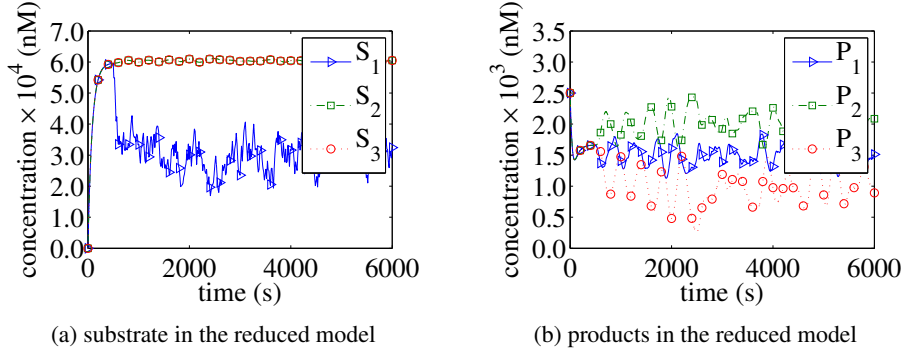 concentration × 10^4 (nM)
7.0
6.0
5.0
4.0
3.0
2.0
1.0
0.0
S_1
S_2
S_3
0 2000 4000 6000
time (s)
(a) substrate in the reduced model
concentration × 10^3 (nM)
3.5
3.0
2.5
2.0
1.5
1.0
0.5
0.0
P_1
P_2
P_3
0 2000 4000 6000
time (s)
(b) products in the reduced model